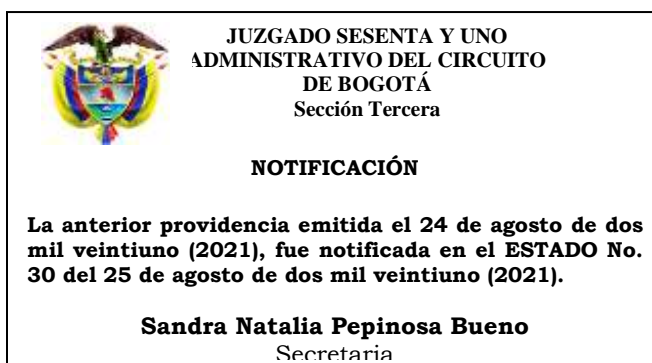 JUZGADO SESENTA Y UNO
ADMINISTRATIVO DEL CIRCUITO
DE BOGOTÁ
Sección Tercera
NOTIFICACIÓN
La anterior providencia emitida el 24 de agosto de dos
mil veintiuno (2021), fue notificada en el ESTADO No.
30 del 25 de agosto de dos mil veintiuno (2021).
Sandra Natalia Pepinosa Bueno
Secretaria